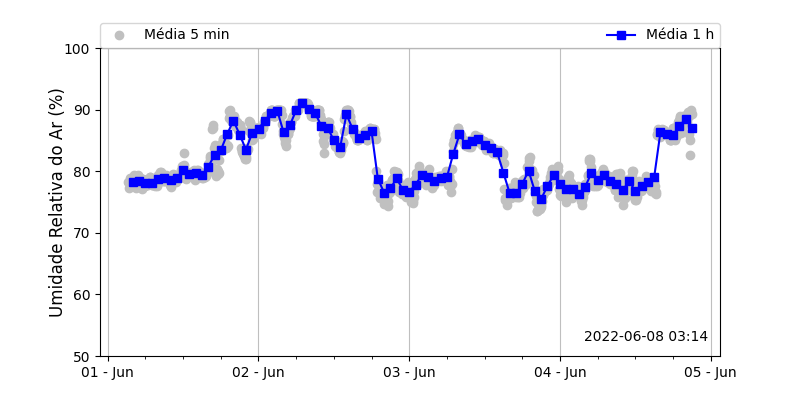 Média 5 min
Média 1 h
Umidade Relativa do Ar (%)
100
90
80
70
60
50
2022-06-08 03:14
01 - Jun
02 - Jun
03 - Jun
04 - Jun
05 - Jun